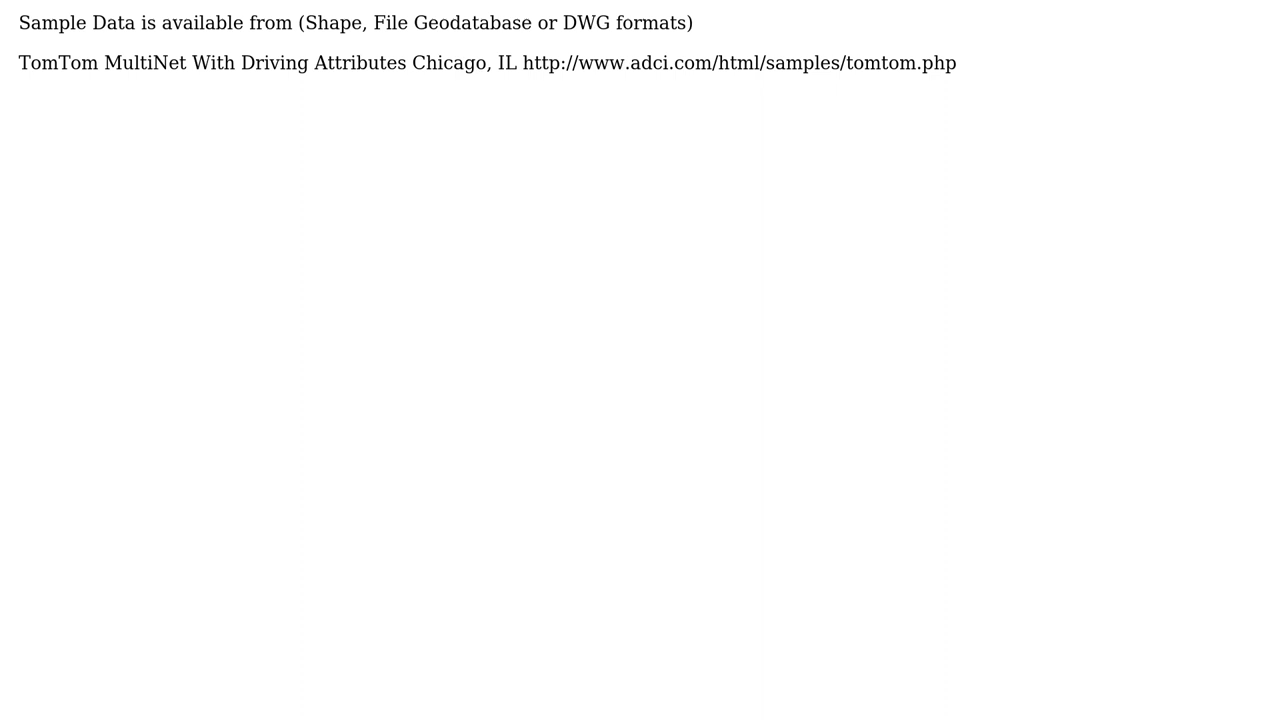 Sample Data is available from (Shape, File Geodatabase or DWG formats)
TomTom MultiNet With Driving Attributes Chicago, IL http://www.adci.com/html/samples/tomtom.php